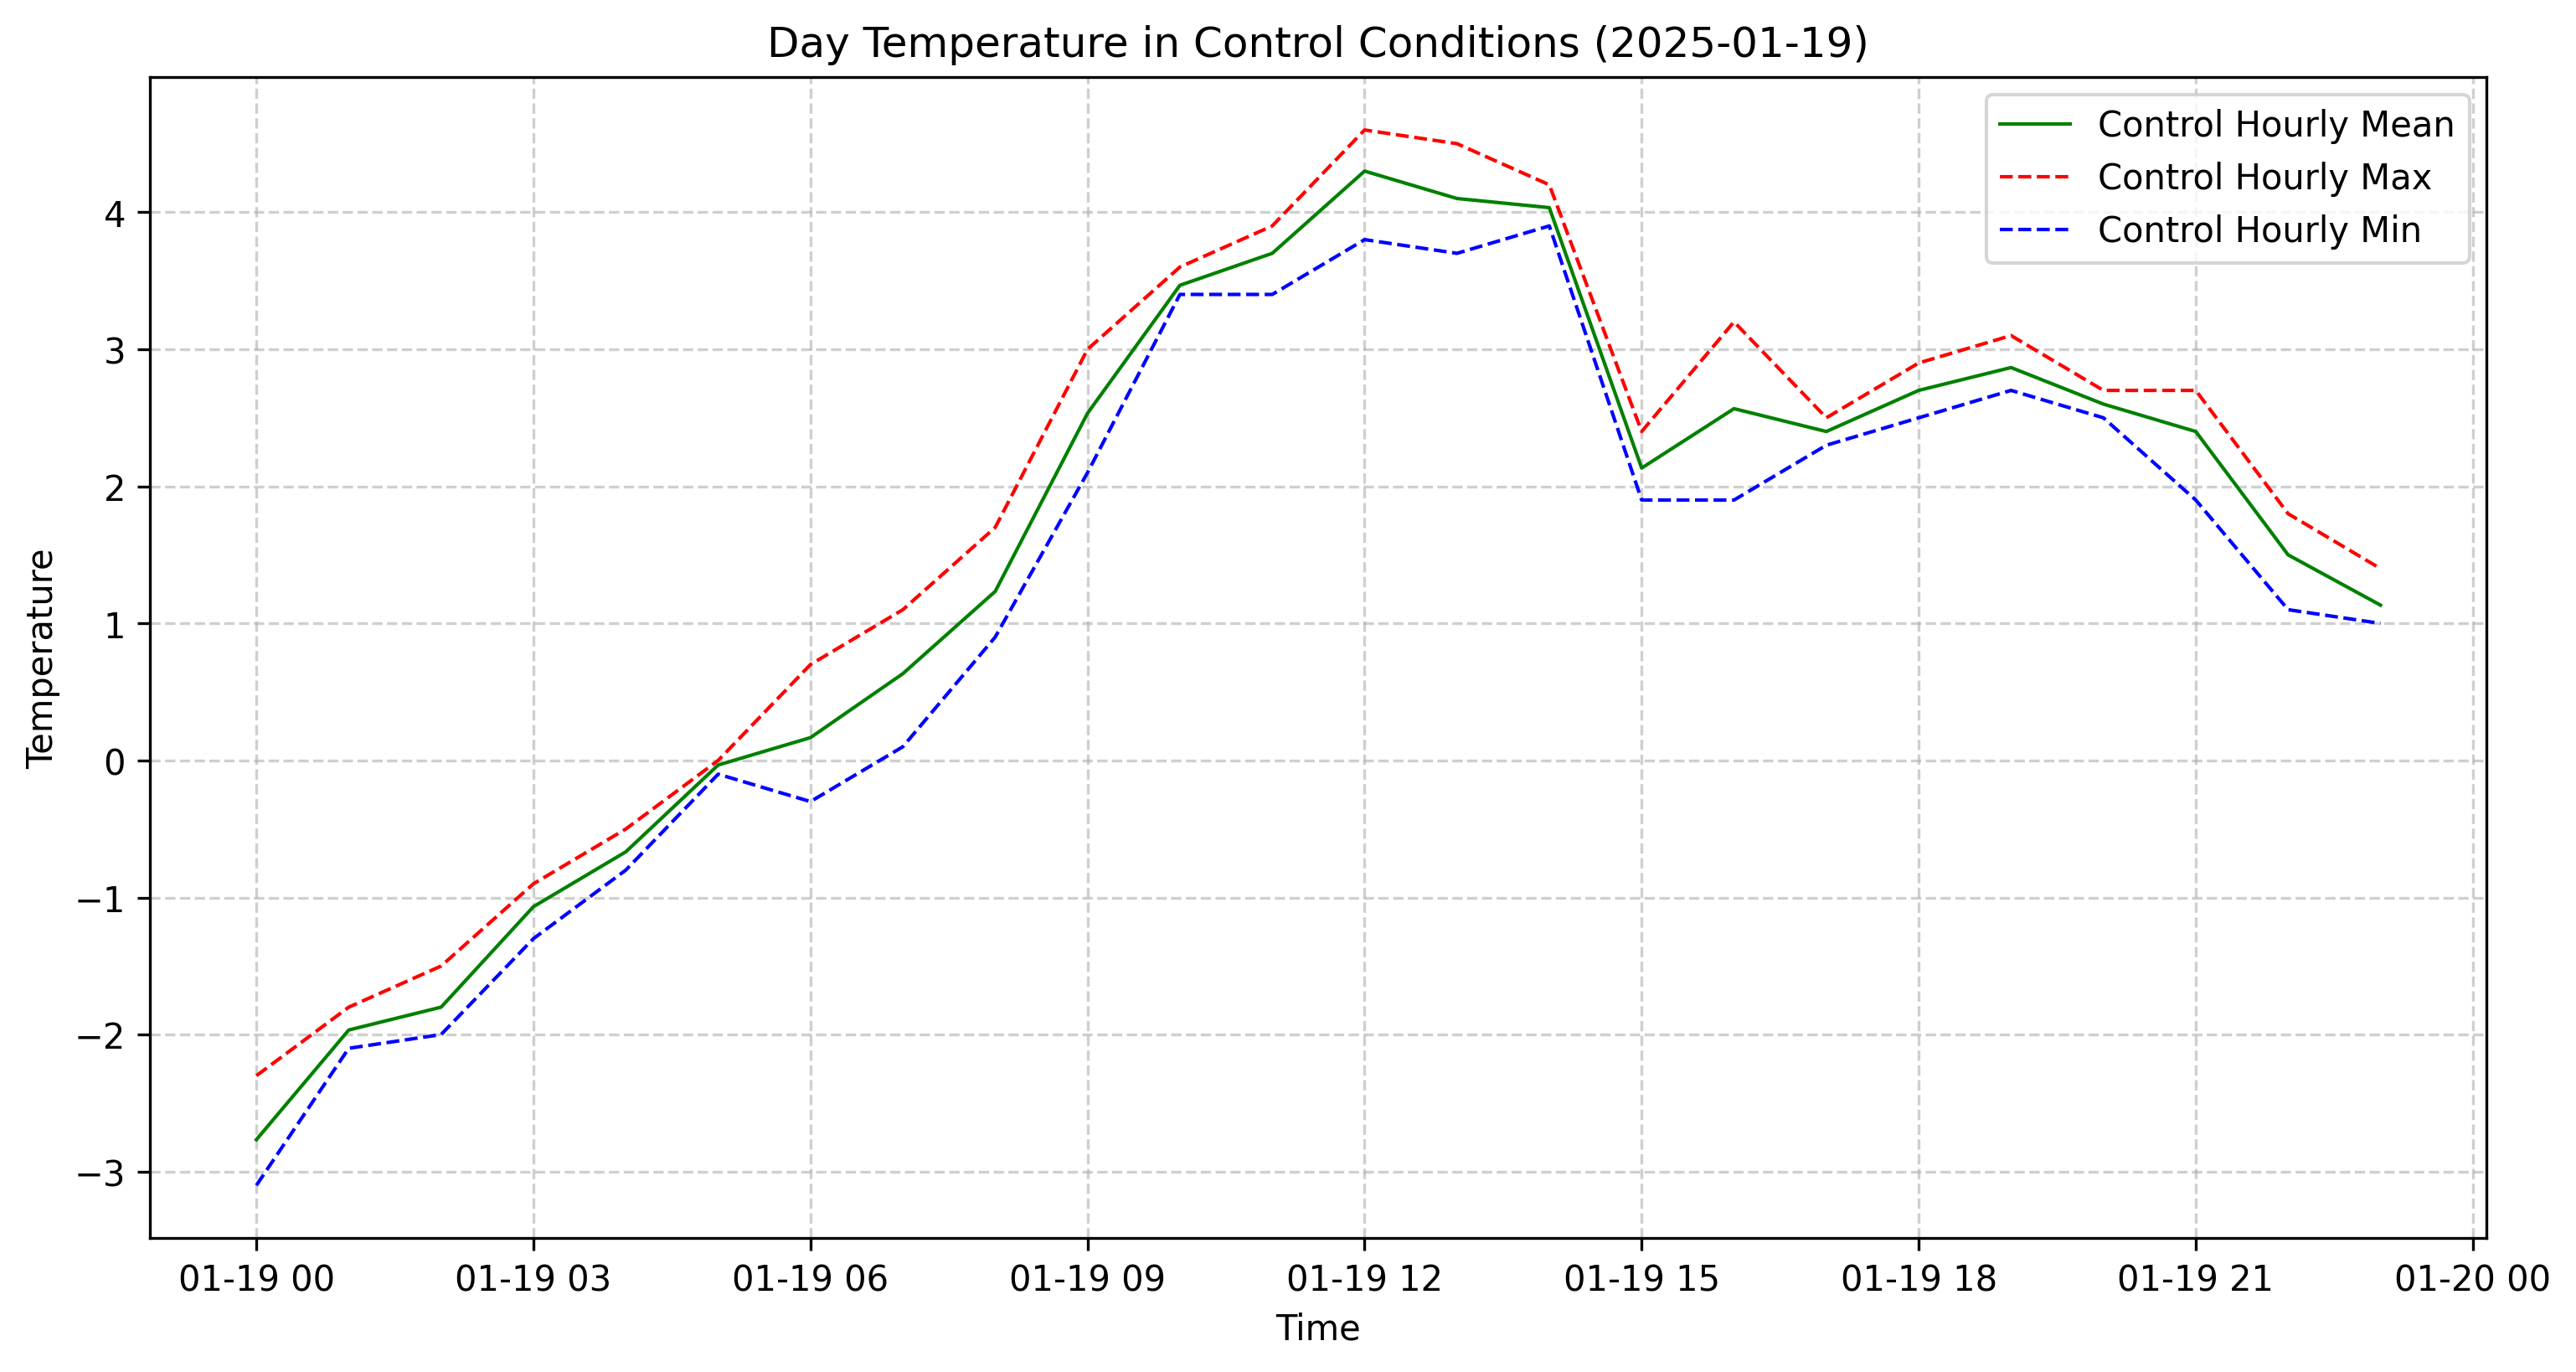 Day Temperature in Control Conditions (2025-01-19)
Control Hourly Mean
Control Hourly Max
Control Hourly Min
Temperature
4
3
2
1
0
−1
−2
−3
01-19 00
01-19 03
01-19 06
01-19 09
01-19 12
01-19 15
01-19 18
01-19 21
01-20 00
Time